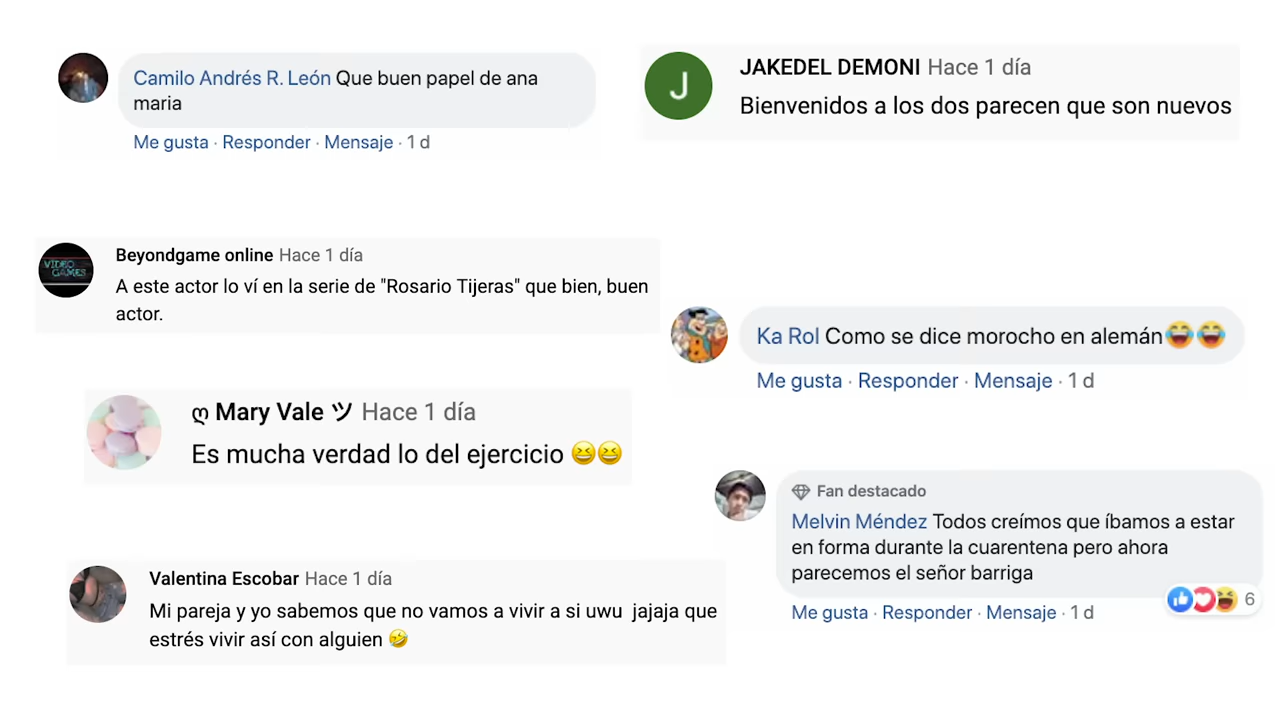 Camilo Andrés R. León Que buen papel de ana
maria
Me gusta · Responder · Mensaje · 1 d
J
JAKEDEL DEMONI Hace 1 día
Bienvenidos a los dos parecen que son nuevos
VIDEO
GAMES
Beyondgame online Hace 1 día
A este actor lo ví en la serie de "Rosario Tijeras" que bien, buen
actor.
Ka Rol Como se dice morocho en alemán😂😂
Me gusta · Responder · Mensaje · 1 d
ღ Mary Vale ツ Hace 1 día
Es mucha verdad lo del ejercicio 😆😆
Fan destacado
Melvin Méndez Todos creímos que íbamos a estar
en forma durante la cuarentena pero ahora
parecemos el señor barriga
Me gusta · Responder · Mensaje · 1 d
6
Valentina Escobar Hace 1 día
Mi pareja y yo sabemos que no vamos a vivir a si uwu jajaja que
estrés vivir así con alguien 🤣